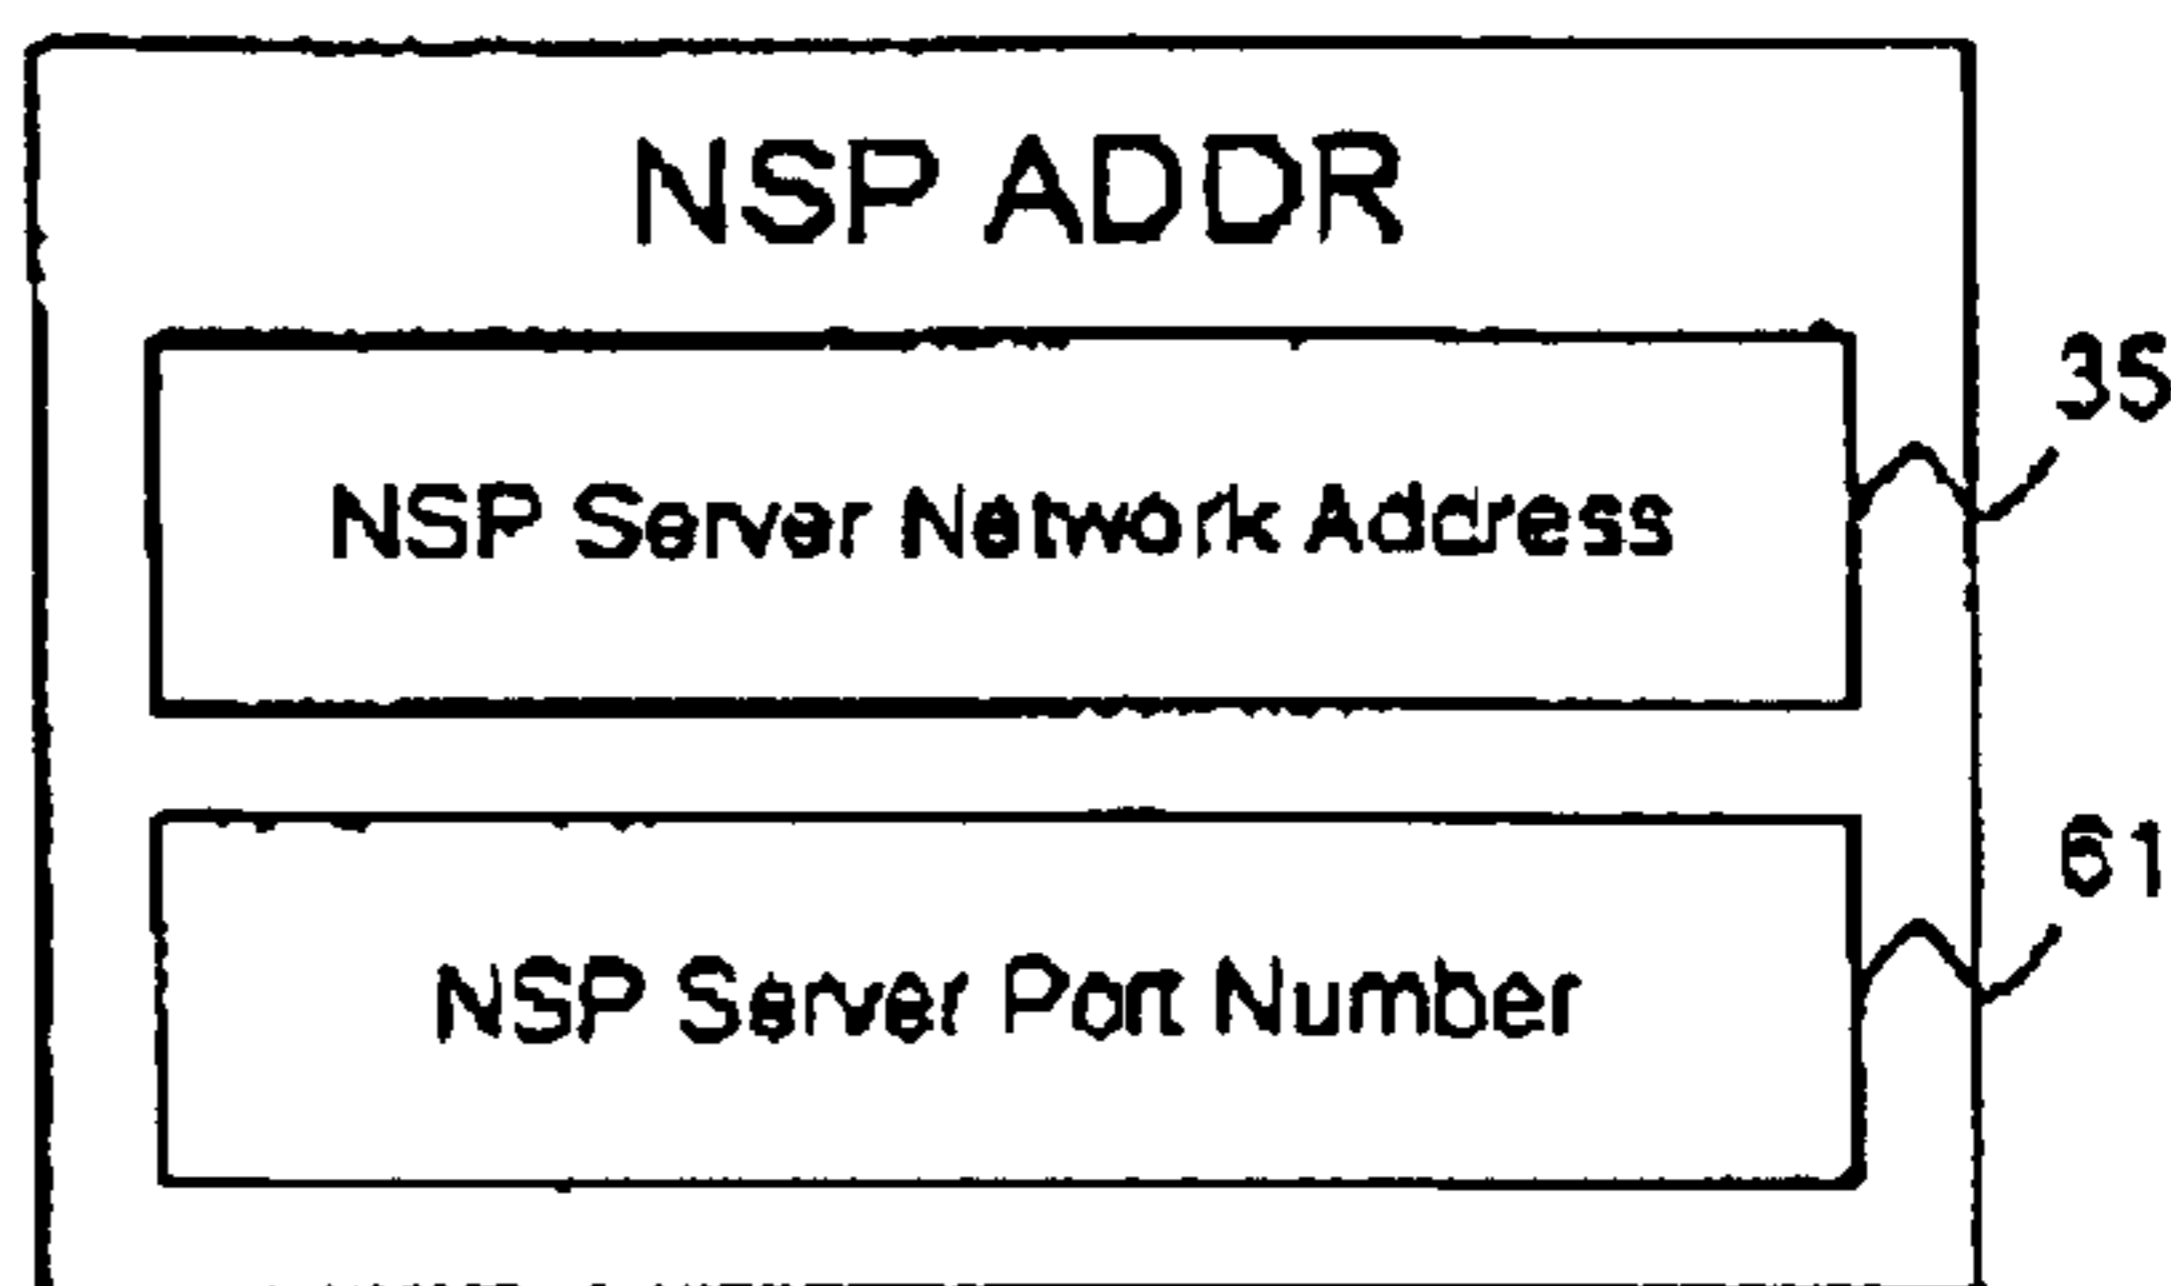 NSP ADDR
35
NSP Server Network Address
61
NSP Server Port Number